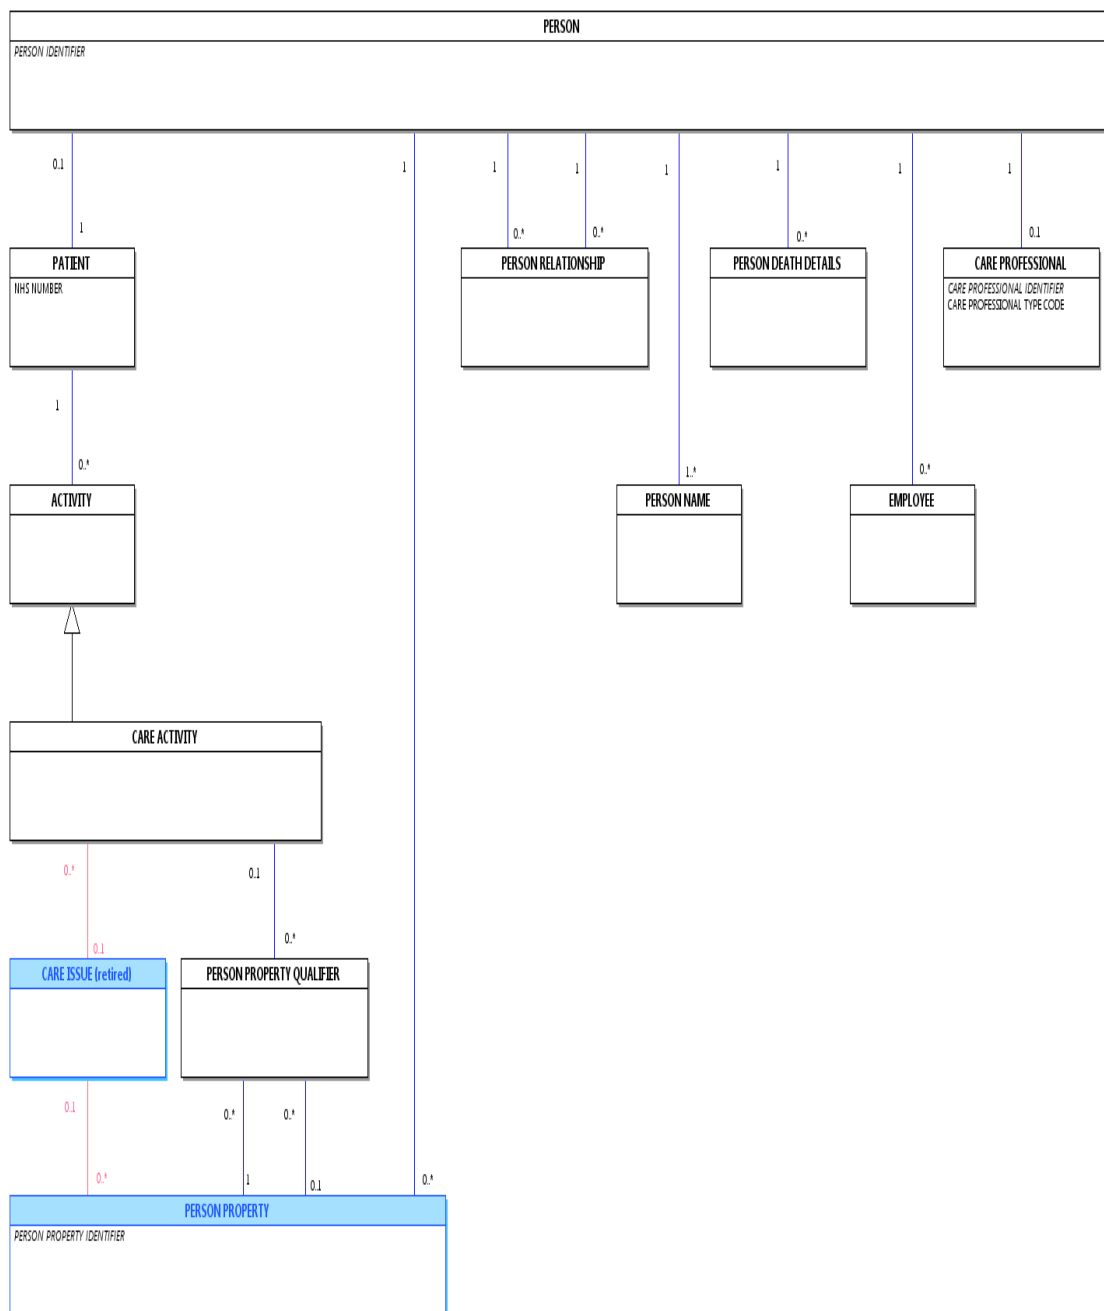 PERSON
PERSON IDENTIFIER
0..1
1
1
1
1
1
1
1
1
0..*
0..*
0..*
0..1
PATIENT
NHS NUMBER
PERSON RELATIONSHIP
PERSON DEATH DETAILS
CARE PROFESSIONAL
CARE PROFESSIONAL IDENTIFIER
CARE PROFESSIONAL TYPE CODE
1
0..*
1..*
0..*
ACTIVITY
PERSON NAME
EMPLOYEE
CARE ACTIVITY
0..*
0..1
0..1
0..*
CARE ISSUE (retired)
PERSON PROPERTY QUALIFIER
0..1
0..*
0..*
0..*
1
0..1
0..*
PERSON PROPERTY
PERSON PROPERTY IDENTIFIER